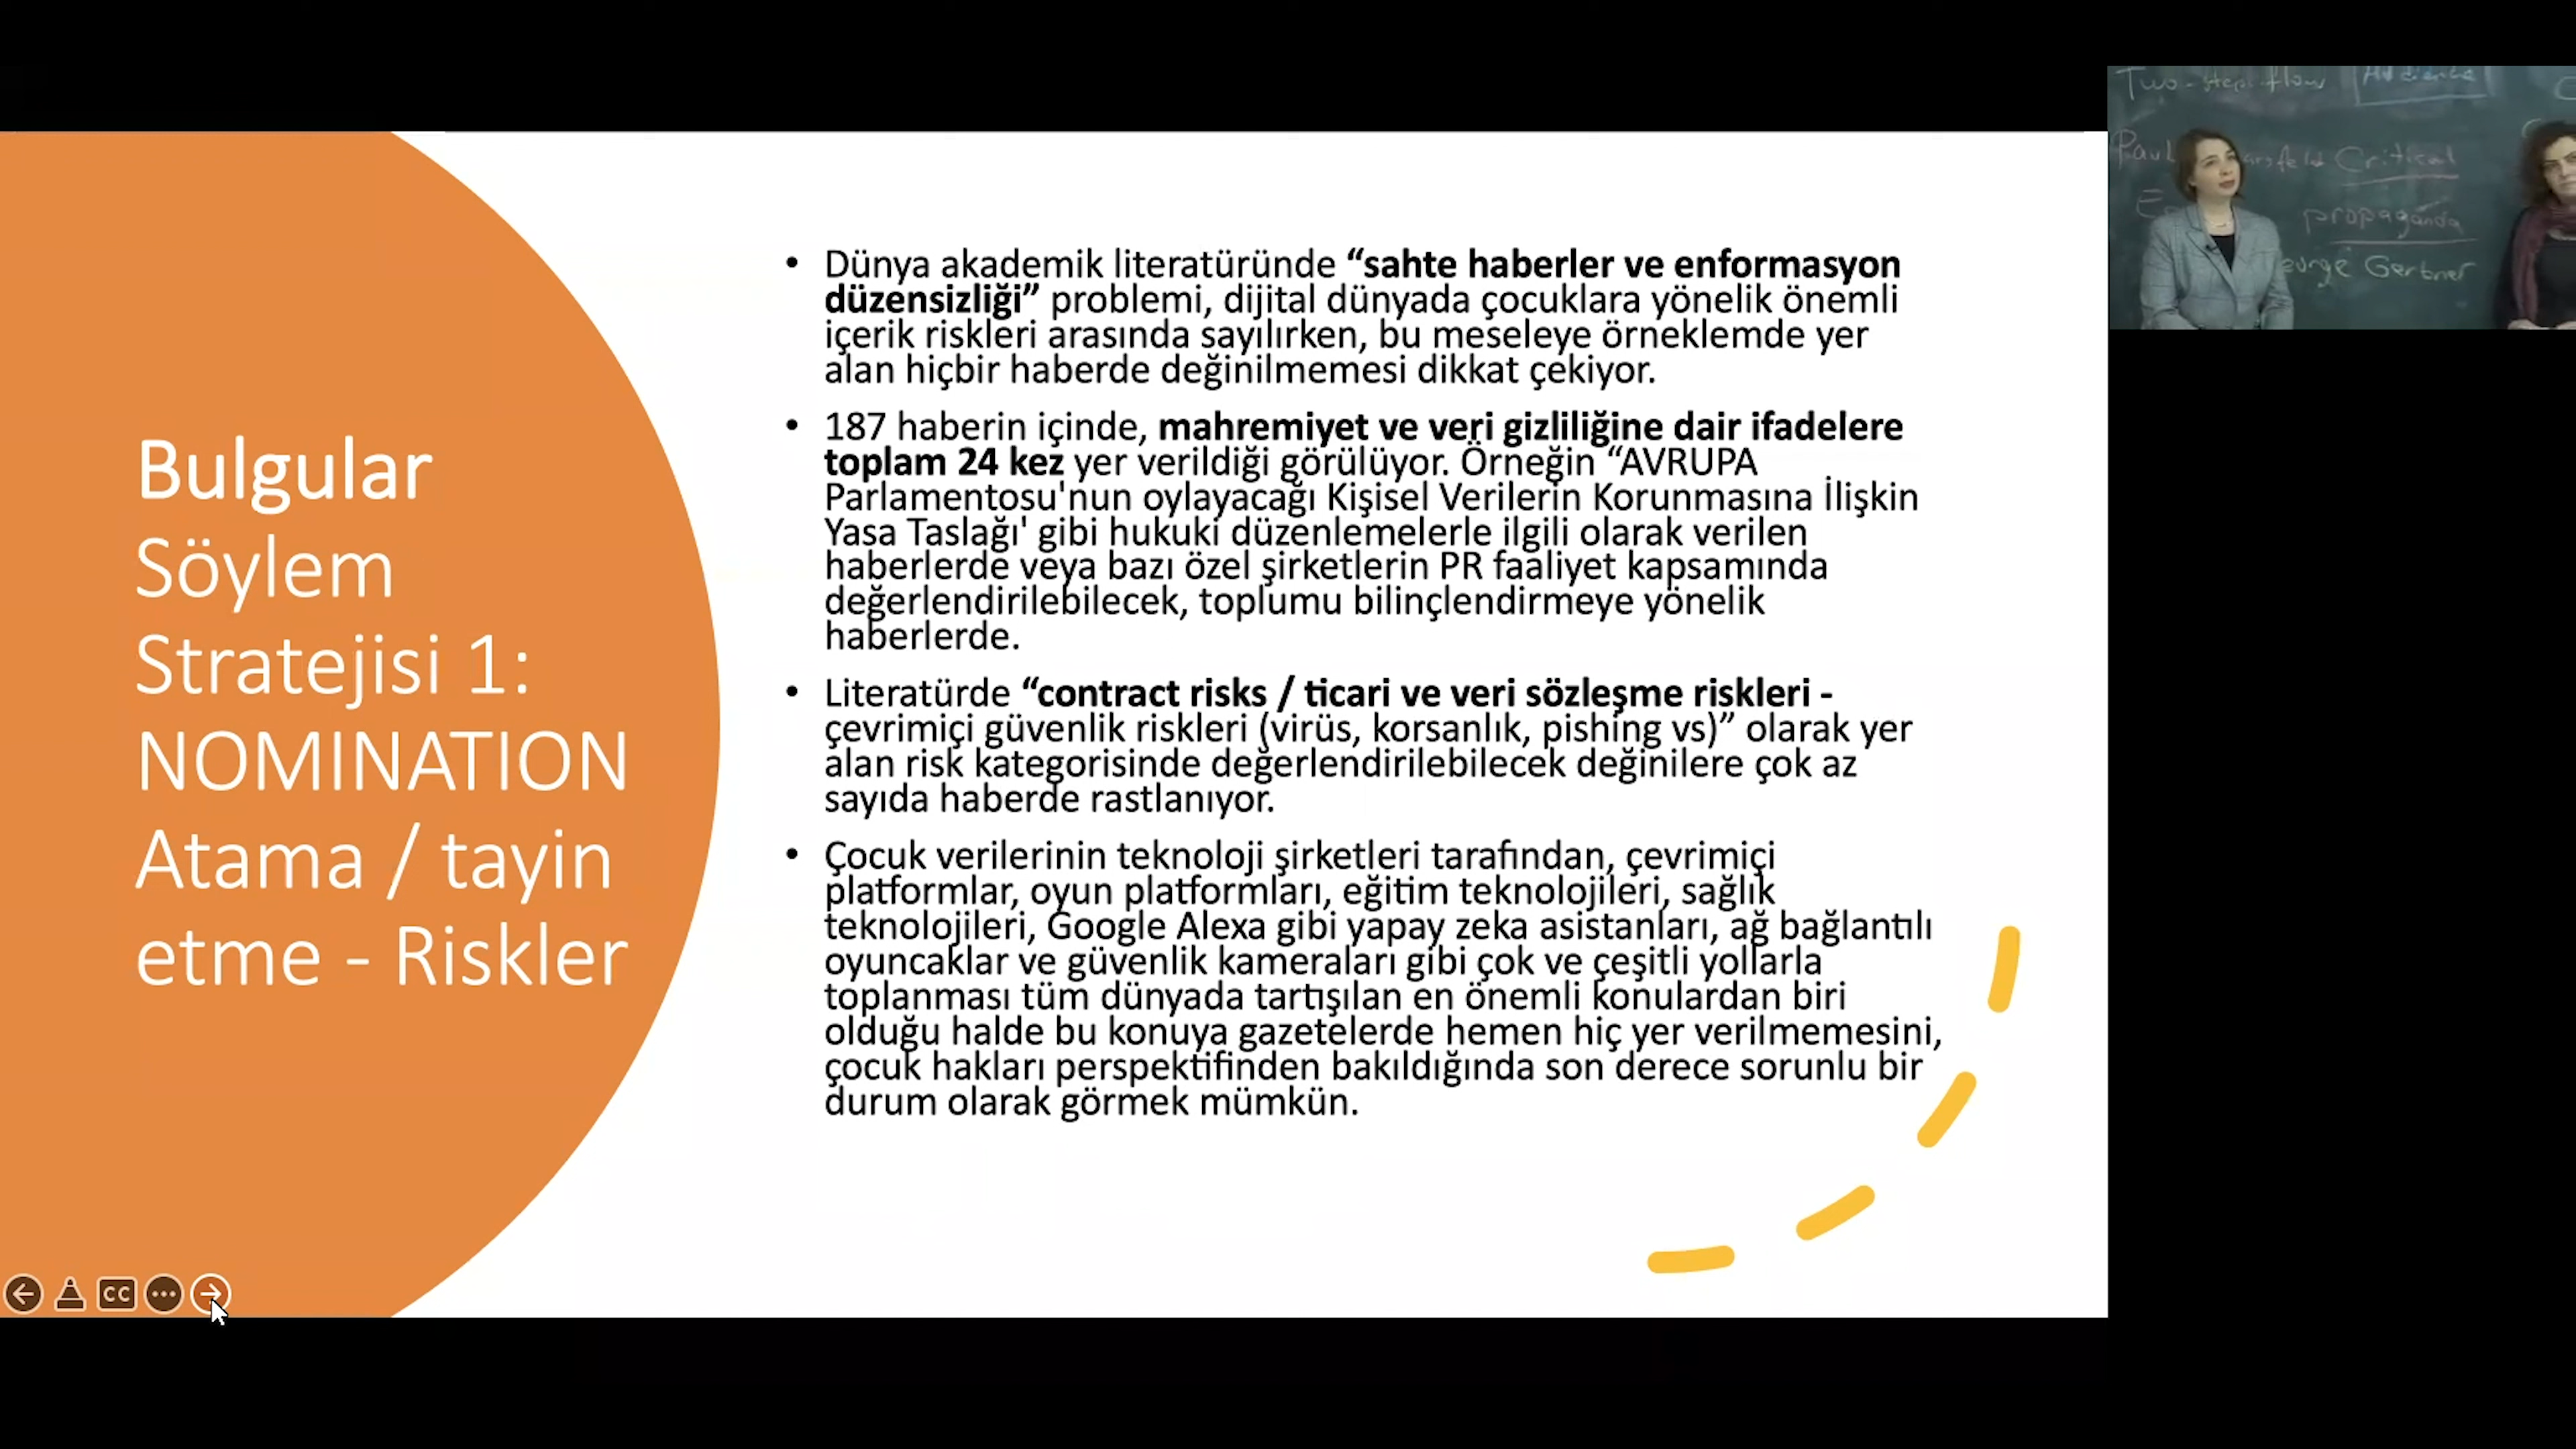 Bulgular
Söylem
Stratejisi 1:
NOMINATION
Atama / tayin
etme - Riskler
• Dünya akademik literatüründe “sahte haberler ve enformasyon
düzensizliği” problemi, dijital dünyada çocuklara yönelik önemli
içerik riskleri arasında sayılırken, bu meseleye örneklemde yer
alan hiçbir haberde değinilmemesi dikkat çekiyor.
• 187 haberin içinde, mahremiyet ve veri gizliliğine dair ifadelere
toplam 24 kez yer verildiği görülüyor. Örneğin “AVRUPA
Parlamentosu'nun oylayacağı Kişisel Verilerin Korunmasına İlişkin
Yasa Taslağı' gibi hukuki düzenlemelerle ilgili olarak verilen
haberlerde veya bazı özel şirketlerin PR faaliyet kapsamında
değerlendirilebilecek, toplumu bilinçlendirmeye yönelik
haberlerde.
• Literatürde “contract risks / ticari ve veri sözleşme riskleri -
çevrimiçi güvenlik riskleri (virüs, korsanlık, pishing vs)” olarak yer
alan risk kategorisinde değerlendirilebilecek değinilere çok az
sayıda haberde rastlanıyor.
• Çocuk verilerinin teknoloji şirketleri tarafından, çevrimiçi
platformlar, oyun platformları, eğitim teknolojileri, sağlık
teknolojileri, Google Alexa gibi yapay zeka asistanları, ağ bağlantılı
oyuncaklar ve güvenlik kameraları gibi çok ve çeşitli yollarla
toplanması tüm dünyada tartışılan en önemli konulardan biri
olduğu halde bu konuya gazetelerde hemen hiç yer verilmemesini,
çocuk hakları perspektifinden bakıldığında son derece sorunlu bir
durum olarak görmek mümkün.
CC
Two-step flow
Paul
Critical
propaganda
Gerbner